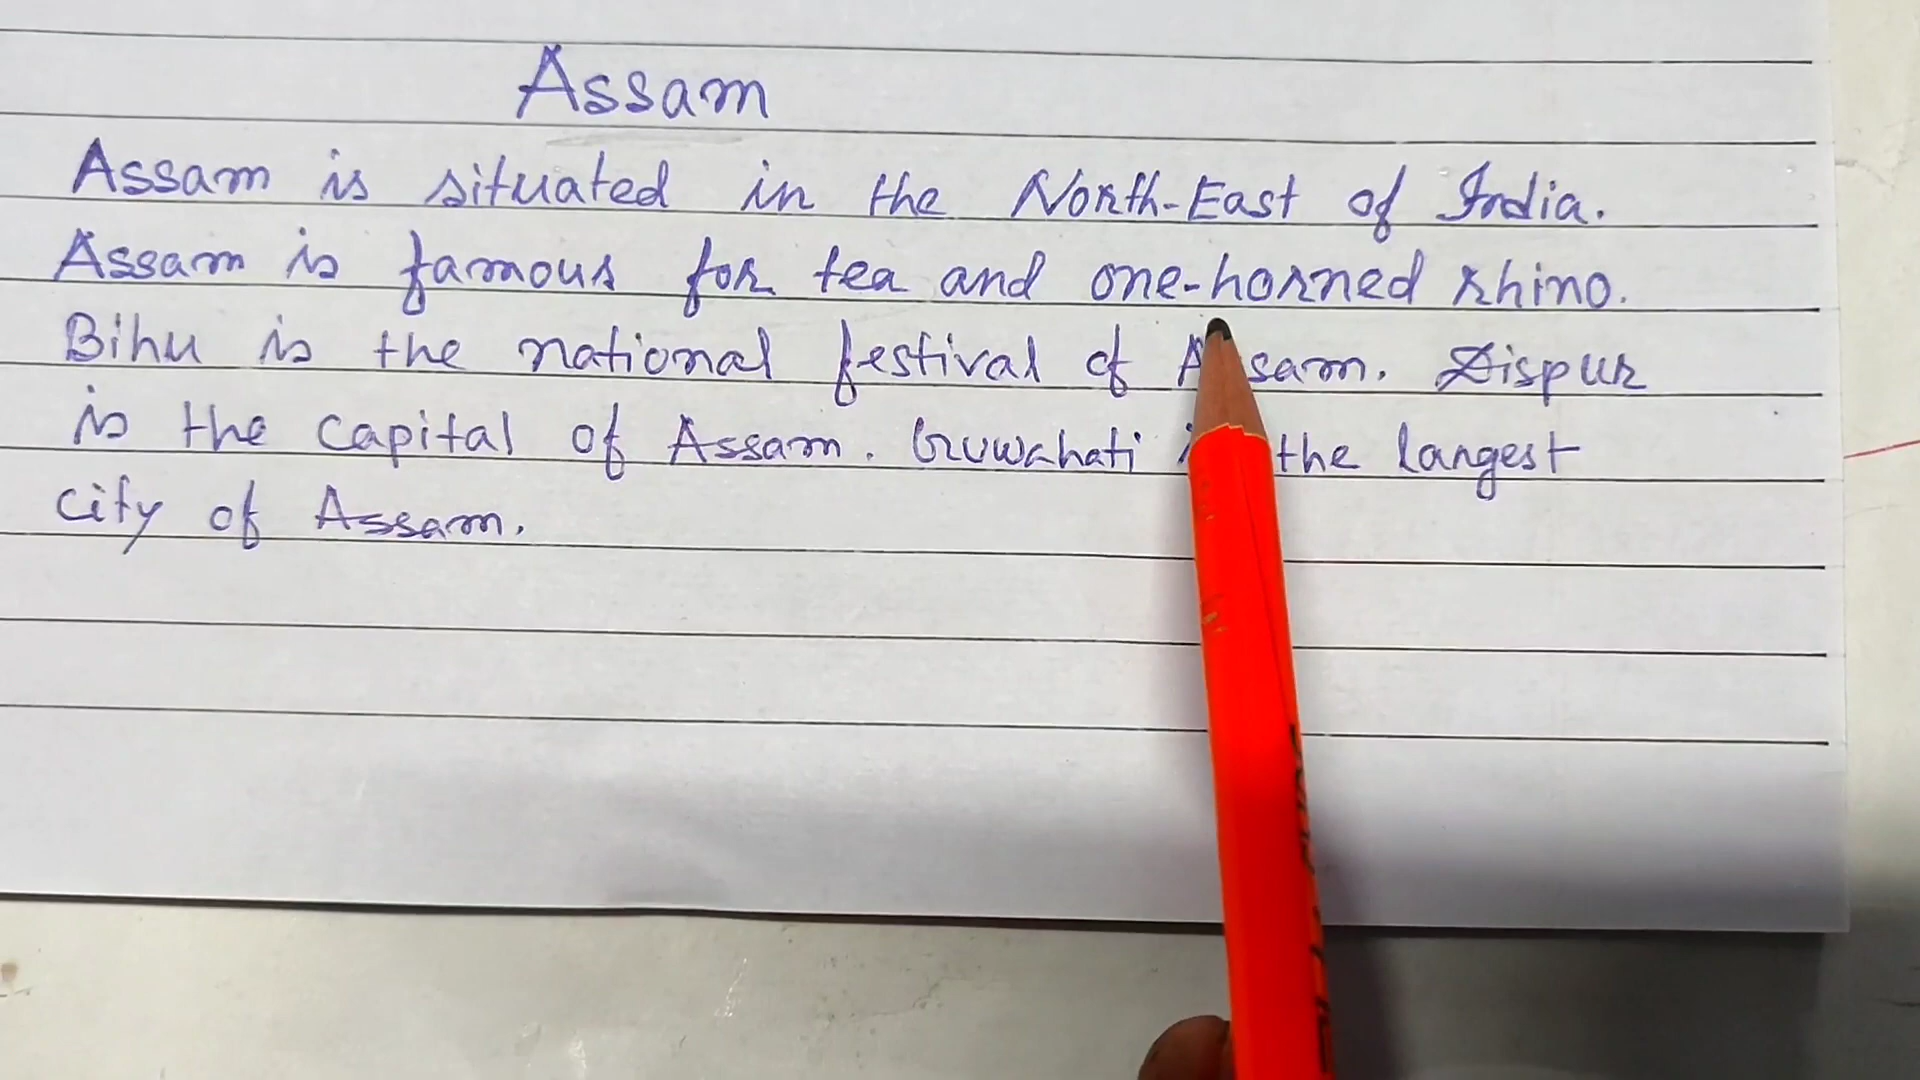 Assam
Assam is situated in the North-East of India.
Assam is famous for tea and one-horned rhino.
Bihu is the national festival of Assam. Dispur
is the capital of Assam. Guwahati is the largest
city of Assam.